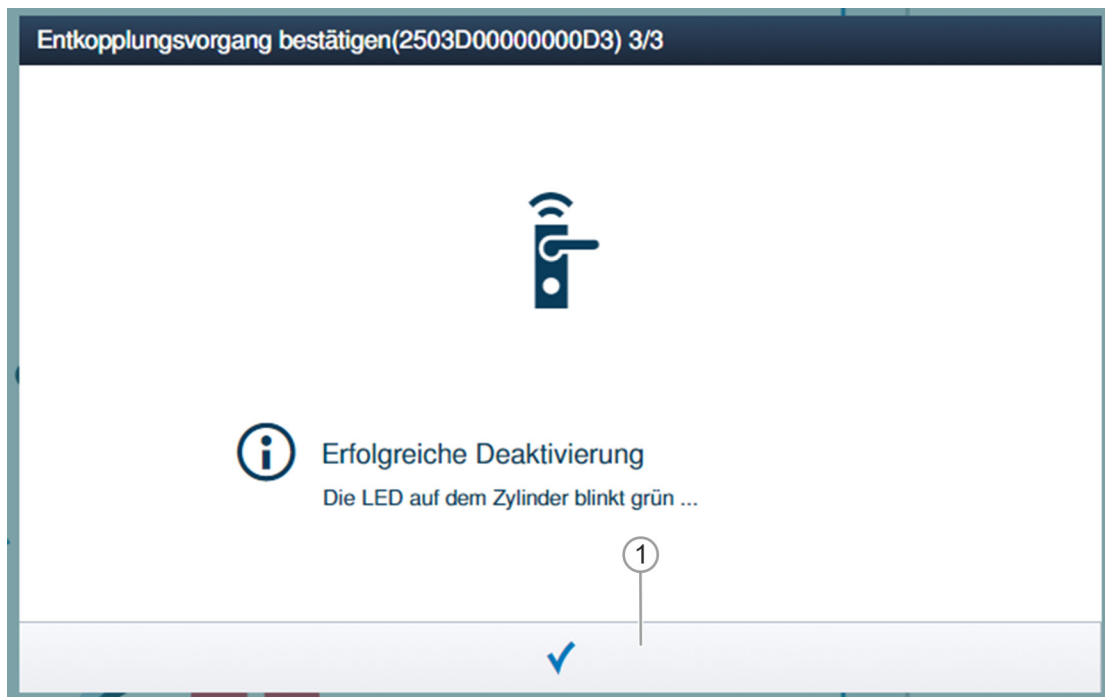 Entkopplungsvorgang bestätigen(2503D00000000D3) 3/3
Erfolgreiche Deaktivierung
Die LED auf dem Zylinder blinkt grün ...
1